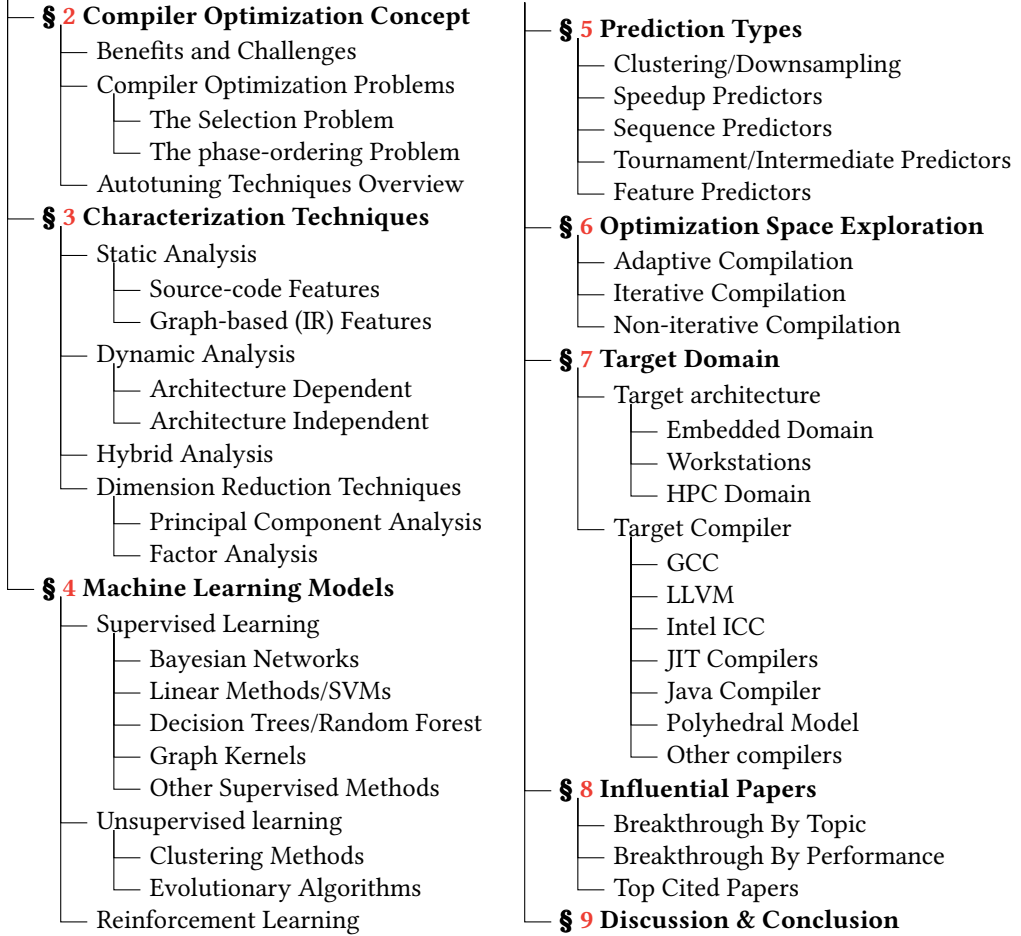 § 2 Compiler Optimization Concept
Benefits and Challenges
Compiler Optimization Problems
The Selection Problem
The phase-ordering Problem
Autotuning Techniques Overview
§ 3 Characterization Techniques
Static Analysis
Source-code Features
Graph-based (IR) Features
Dynamic Analysis
Architecture Dependent
Architecture Independent
Hybrid Analysis
Dimension Reduction Techniques
Principal Component Analysis
Factor Analysis
§ 4 Machine Learning Models
Supervised Learning
Bayesian Networks
Linear Methods/SVMs
Decision Trees/Random Forest
Graph Kernels
Other Supervised Methods
Unsupervised learning
Clustering Methods
Evolutionary Algorithms
Reinforcement Learning
§ 5 Prediction Types
Clustering/Downsampling
Speedup Predictors
Sequence Predictors
Tournament/Intermediate Predictors
Feature Predictors
§ 6 Optimization Space Exploration
Adaptive Compilation
Iterative Compilation
Non-iterative Compilation
§ 7 Target Domain
Target architecture
Embedded Domain
Workstations
HPC Domain
Target Compiler
GCC
LLVM
Intel ICC
JIT Compilers
Java Compiler
Polyhedral Model
Other compilers
§ 8 Influential Papers
Breakthrough By Topic
Breakthrough By Performance
Top Cited Papers
§ 9 Discussion & Conclusion